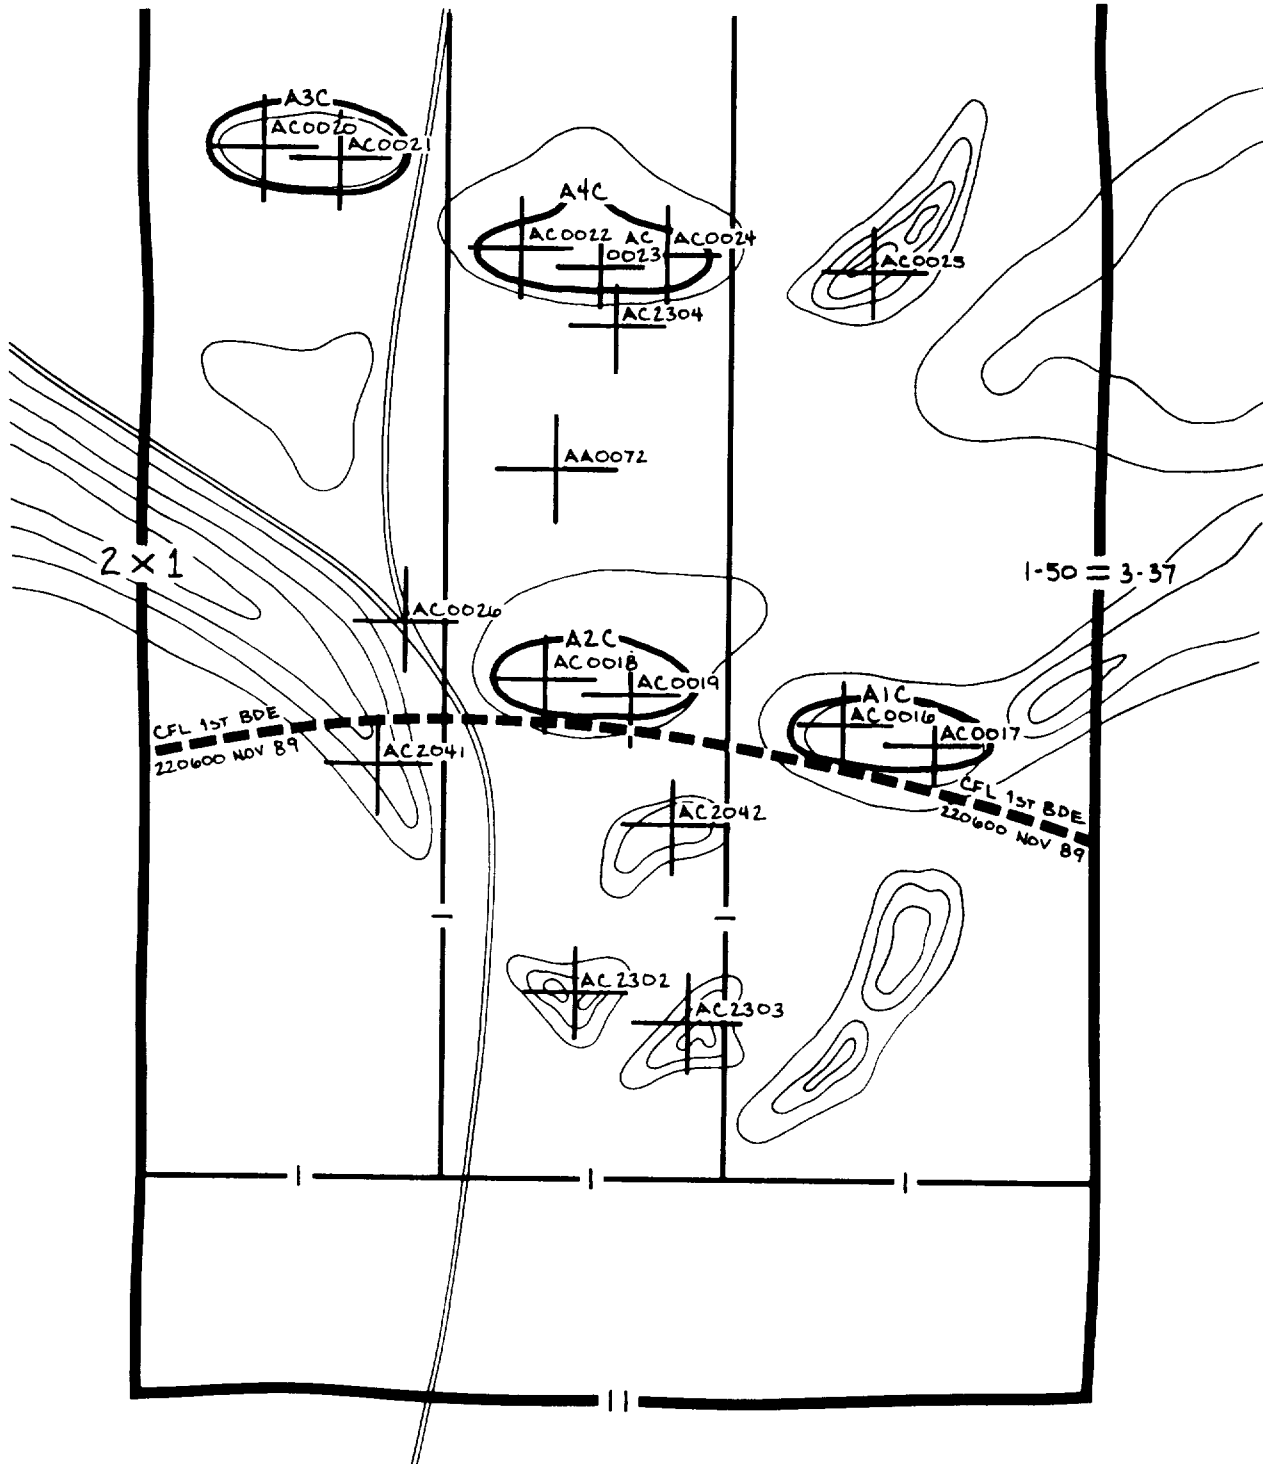 A3C
AC0020
AC0021
A4C
AC0022
AC
0023
AC0024
AC0025
AC2304
AA0072
2 X 1
1-50 = 3-37
AC0026
A2C
AC0018
AC0019
A1C
AC0016
AC0017
CFL 1ST BDE
220600 NOV 89
AC2041
CFL 1ST BDE
220600 NOV 89
AC2042
AC2302
AC2303